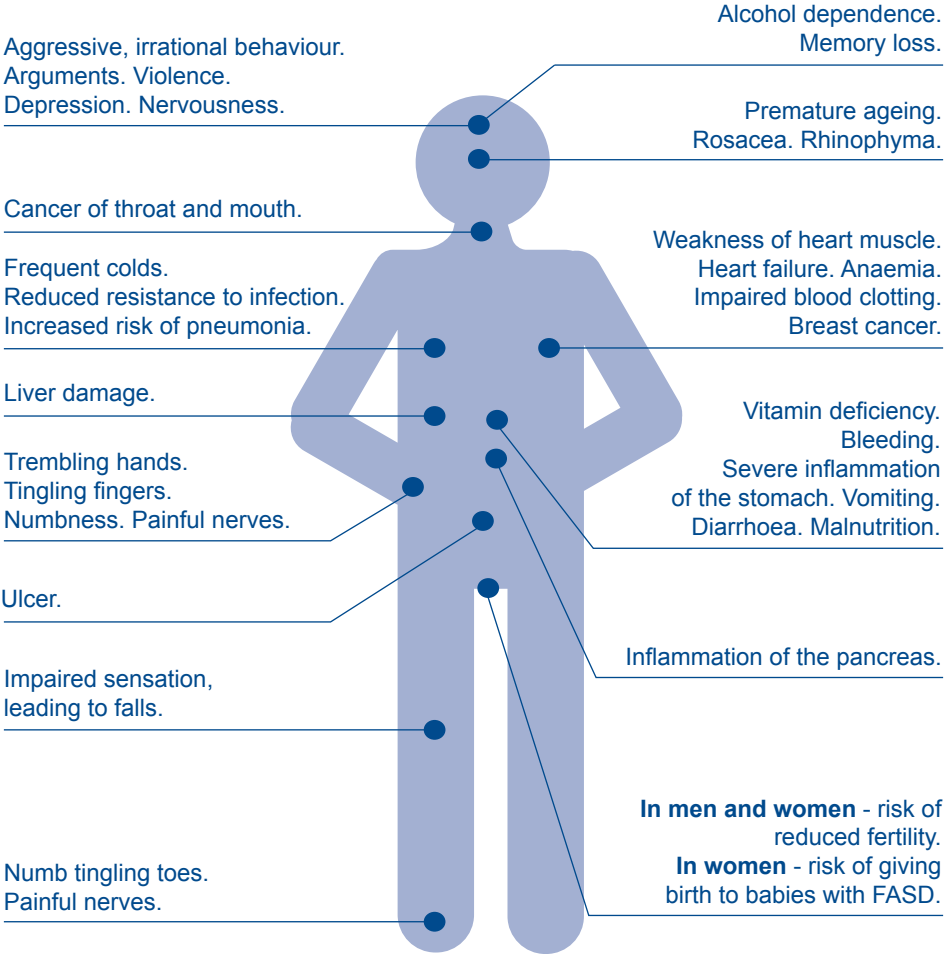 Aggressive, irrational behaviour.
Arguments. Violence.
Depression. Nervousness.
Cancer of throat and mouth.
Frequent colds.
Reduced resistance to infection.
Increased risk of pneumonia.
Liver damage.
Trembling hands.
Tingling fingers.
Numbness. Painful nerves.
Ulcer.
Impaired sensation,
leading to falls.
Numb tingling toes.
Painful nerves.
Alcohol dependence.
Memory loss.
Premature ageing.
Rosacea. Rhinophyma.
Weakness of heart muscle.
Heart failure. Anaemia.
Impaired blood clotting.
Breast cancer.
Vitamin deficiency.
Bleeding.
Severe inflammation
of the stomach. Vomiting.
Diarrhoea. Malnutrition.
Inflammation of the pancreas.
In men and women - risk of
reduced fertility.
In women - risk of giving
birth to babies with FASD.